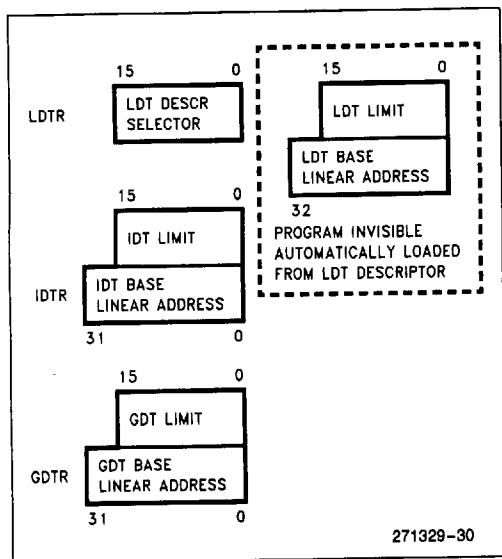 15 0
LDTR
LDT DESCR
SELECTOR
15 0
LDT LIMIT
LDT BASE
LINEAR ADDRESS
32
PROGRAM INVISIBLE
AUTOMATICALLY LOADED
FROM LDT DESCRIPTOR
15 0
IDT LIMIT
IDTR
IDT BASE
LINEAR ADDRESS
31 0
15 0
GDT LIMIT
GDTR
GDT BASE
LINEAR ADDRESS
31 0
271329-30